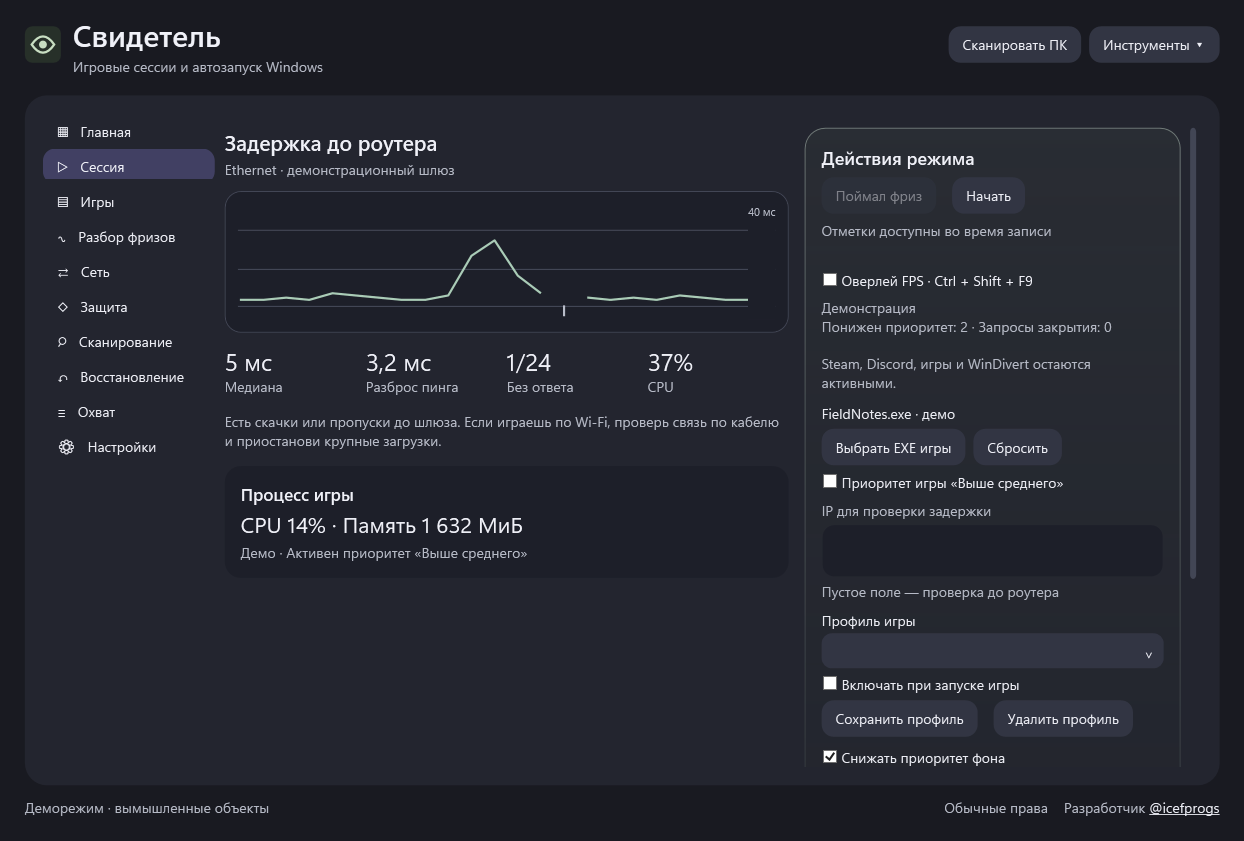 Свидетель
Игровые сессии и автозапуск Windows
Сканировать ПК
Инструменты
Главная
Сессия
Игры
Разбор фризов
Сеть
Защита
Сканирование
Восстановление
Охват
Настройки
Задержка до роутера
Ethernet · демонстрационный шлюз
40 мс
5 мс
Медиана
3,2 мс
Разброс пинга
1/24
Без ответа
37%
CPU
Есть скачки или пропуски до шлюза. Если играешь по Wi-Fi, проверь связь по кабелю
и приостанови крупные загрузки.
Процесс игры
CPU 14% · Память 1 632 МиБ
Демо · Активен приоритет «Выше среднего»
Действия режима
Поймал фриз
Начать
Отметки доступны во время записи
Оверлей FPS · Ctrl + Shift + F9
Демонстрация
Понижен приоритет: 2 · Запросы закрытия: 0
Steam, Discord, игры и WinDivert остаются
активными.
FieldNotes.exe · демо
Выбрать EXE игры
Сбросить
Приоритет игры «Выше среднего»
IP для проверки задержки
Пустое поле — проверка до роутера
Профиль игры
Включать при запуске игры
Сохранить профиль
Удалить профиль
Снижать приоритет фона
Деморежим · вымышленные объекты
Обычные права
Разработчик @icefprogs